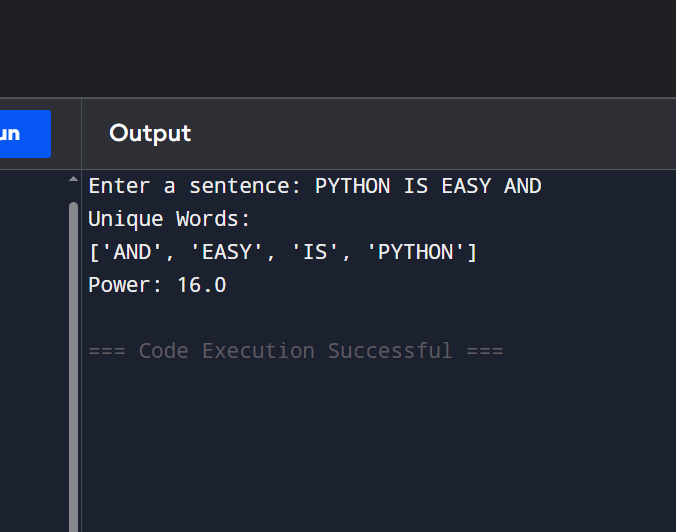 un
Output
Enter a sentence: PYTHON IS EASY AND
Unique Words:
['AND', 'EASY', 'IS', 'PYTHON']
Power: 16.0
=== Code Execution Successful ===